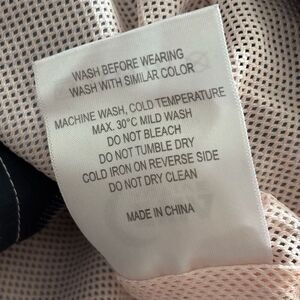 WASH BEFORE WEARING
WASH WITH SIMILAR COLOR
MACHINE WASH, COLD TEMPERATURE
MAX. 30°C MILD WASH
DO NOT BLEACH
DO NOT TUMBLE DRY
COLD IRON ON REVERSE SIDE
DO NOT DRY CLEAN
MADE IN CHINA